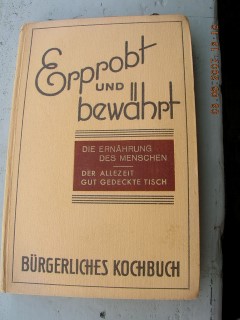 Erprobt
UND
bewährt
DIE ERNÄHRUNG
DES MENSCHEN
DER ALLEZEIT
GUT GEDECKTE TISCH
BÜRGERLICHES KOCHBUCH